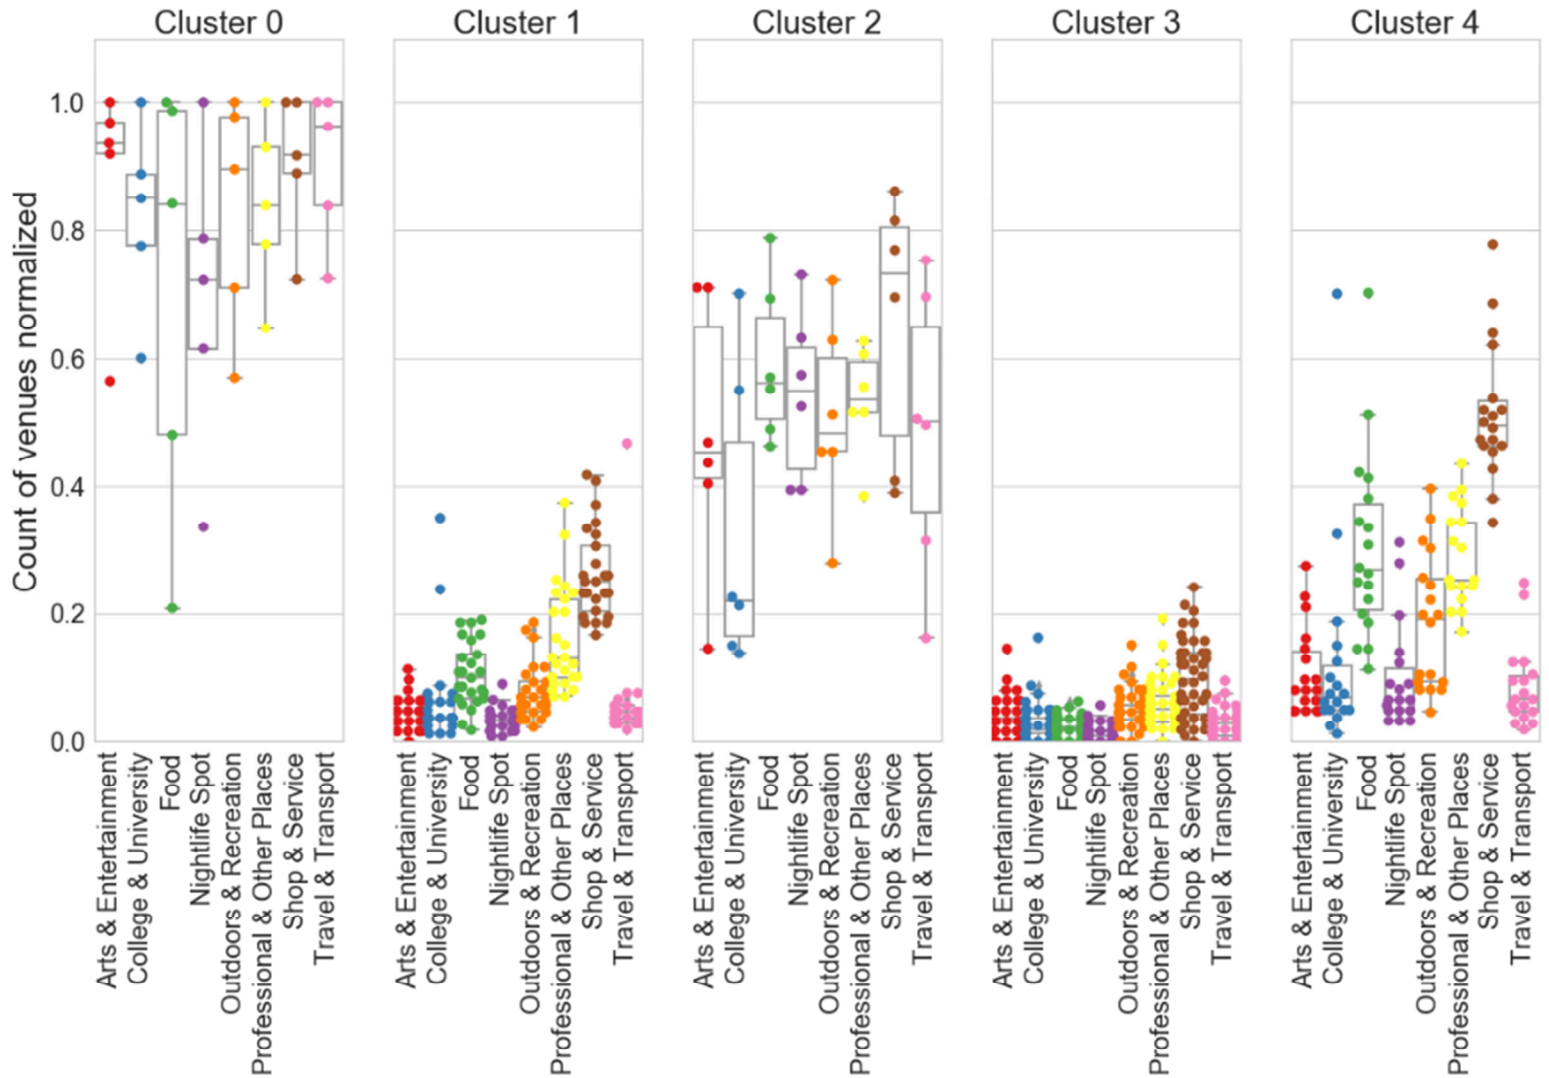 Cluster 0
Cluster 1
Cluster 2
Cluster 3
Cluster 4
Count of venues normalized
1.0
0.8
0.6
0.4
0.2
0.0
Arts & Entertainment
College & University
Food
Nightlife Spot
Outdoors & Recreation
Professional & Other Places
Shop & Service
Travel & Transport
Arts & Entertainment
College & University
Food
Nightlife Spot
Outdoors & Recreation
Professional & Other Places
Shop & Service
Travel & Transport
Arts & Entertainment
College & University
Food
Nightlife Spot
Outdoors & Recreation
Professional & Other Places
Shop & Service
Travel & Transport
Arts & Entertainment
College & University
Food
Nightlife Spot
Outdoors & Recreation
Professional & Other Places
Shop & Service
Travel & Transport
Arts & Entertainment
College & University
Food
Nightlife Spot
Outdoors & Recreation
Professional & Other Places
Shop & Service
Travel & Transport